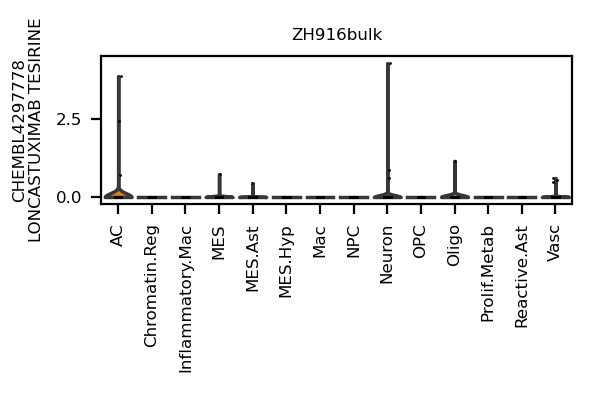 ZH916bulk
CHEMBL4297778
LONCASTUXIMAB TESIRINE
2.5
0.0
AC
Chromatin.Reg
Inflammatory.Mac
MES
MES.Ast
MES.Hyp
Mac
NPC
Neuron
OPC
Oligo
Prolif.Metab
Reactive.Ast
Vasc